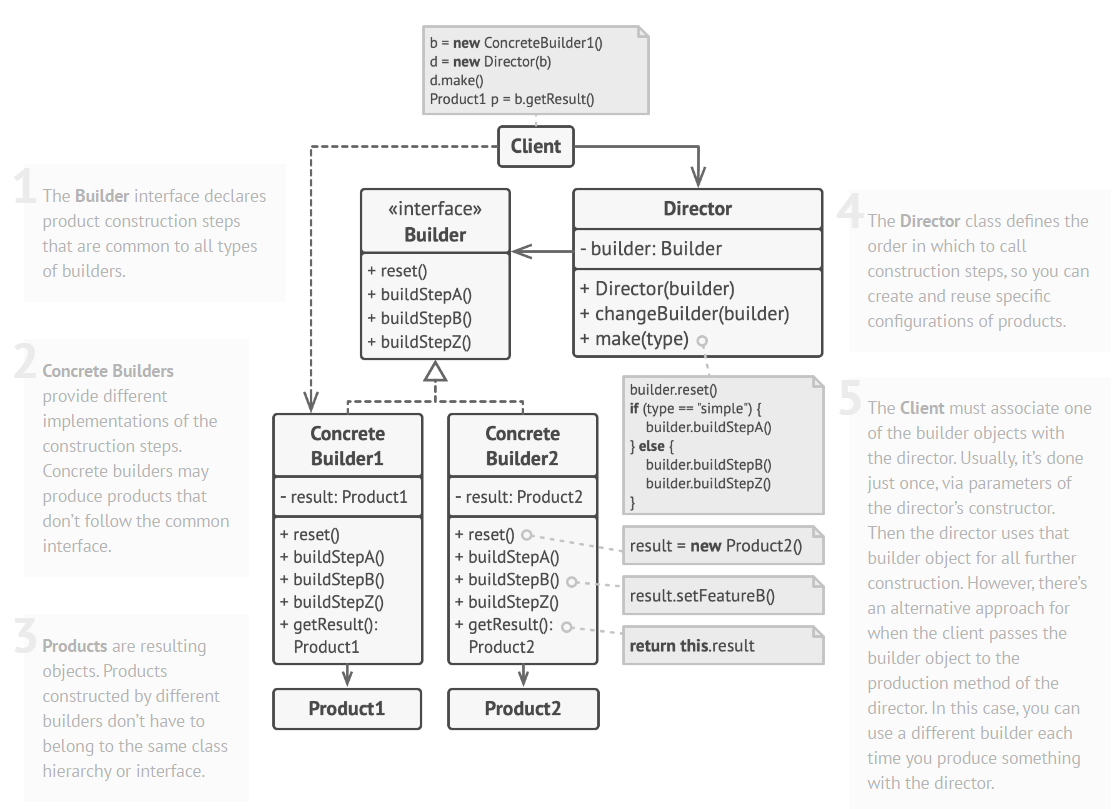 b = new ConcreteBuilder1()
d = new Director(b)
d.make()
Product1 p = b.getResult()
Client
1
The Builder interface declares
product construction steps
that are common to all types
of builders.
«interface»
Builder
+ reset()
+ buildStepA()
+ buildStepB()
+ buildStepZ()
Director
- builder: Builder
+ Director(builder)
+ changeBuilder(builder)
+ make(type)
4
The Director class defines the
order in which to call
construction steps, so you can
create and reuse specific
configurations of products.
2
Concrete Builders
provide different
implementations of the
construction steps.
Concrete builders may
produce products that
don’t follow the common
interface.
builder.reset()
if (type == "simple") {
builder.buildStepA()
} else {
builder.buildStepB()
builder.buildStepZ()
}
Concrete
Builder1
- result: Product1
+ reset()
+ buildStepA()
+ buildStepB()
+ buildStepZ()
+ getResult():
Product1
Concrete
Builder2
- result: Product2
+ reset()
+ buildStepA()
+ buildStepB()
+ buildStepZ()
+ getResult():
Product2
result = new Product2()
result.setFeatureB()
return this.result
5
The Client must associate one
of the builder objects with
the director. Usually, it’s done
just once, via parameters of
the director’s constructor.
Then the director uses that
builder object for all further
construction. However, there’s
an alternative approach for
when the client passes the
builder object to the
production method of the
director. In this case, you can
use a different builder each
time you produce something
with the director.
3
Products are resulting
objects. Products
constructed by different
builders don’t have to
belong to the same class
hierarchy or interface.
Product1
Product2